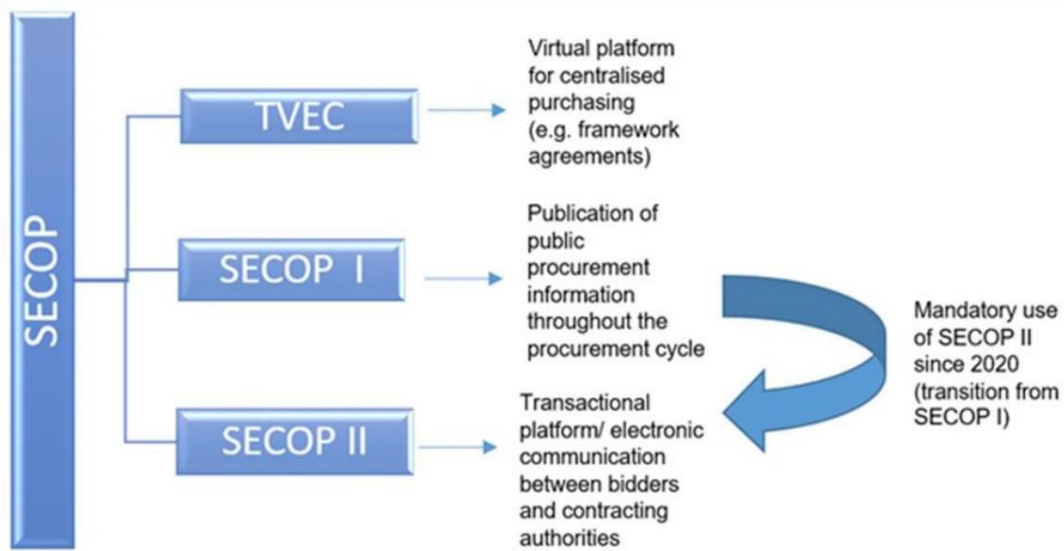 SECOP
TVEC
Virtual platform
for centralised
purchasing
(e.g. framework
agreements)
SECOP I
Publication of
public
procurement
information
throughout the
procurement cycle
Mandatory use
of SECOP II
since 2020
(transition from
SECOP I)
SECOP II
Transactional
platform/ electronic
communication
between bidders
and contracting
authorities